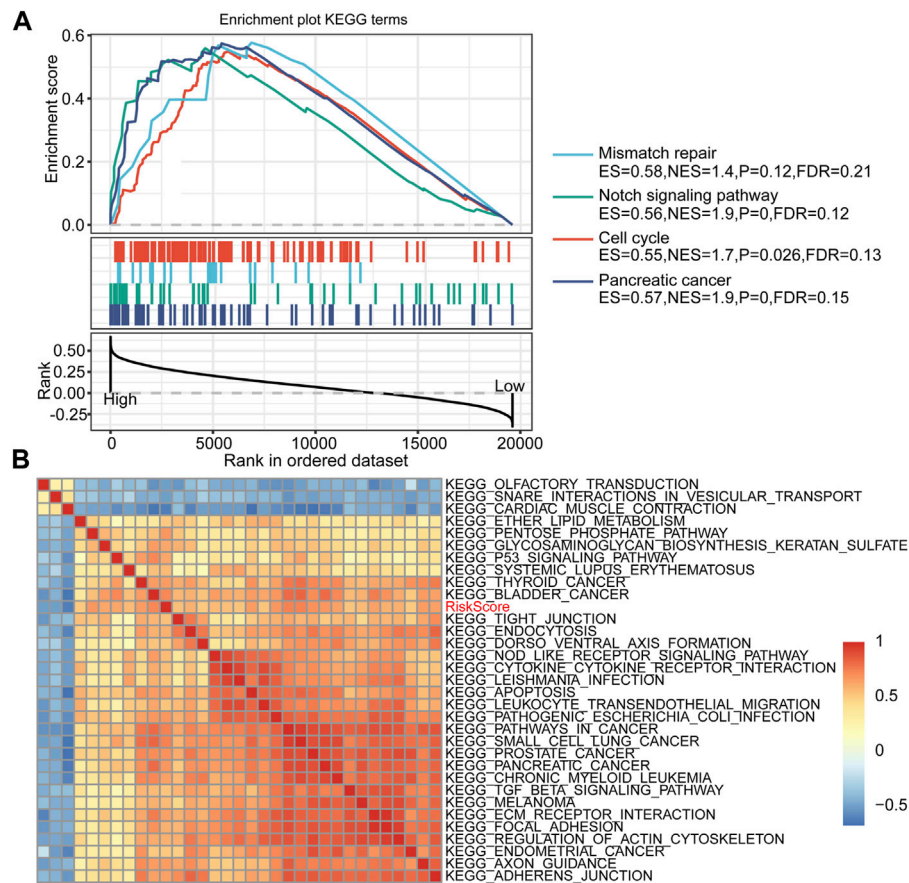 A
Enrichment plot KEGG terms
Enrichment score
0.6
0.4
0.2
0.0
Mismatch repair
ES=0.58,NES=1.4,P=0.12,FDR=0.21
Notch signaling pathway
ES=0.56,NES=1.9,P=0,FDR=0.12
Cell cycle
ES=0.55,NES=1.7,P=0.026,FDR=0.13
Pancreatic cancer
ES=0.57,NES=1.9,P=0,FDR=0.15
Rank
0.50
0.25
0.00
-0.25
High
Low
0 5000 10000 15000 20000
Rank in ordered dataset
B
KEGG_OLFACTORY_TRANSDUCTION
KEGG_SNARE_INTERACTIONS_IN_VESICULAR_TRANSPORT
KEGG_CARDIAC_MUSCLE_CONTRACTION
KEGG_ETHER_LIPID_METABOLISM
KEGG_PENTOSE_PHOSPHATE_PATHWAY
KEGG_GLYCOSAMINOGLYCAN_BIOSYNTHESIS_KERATAN_SULFATE
KEGG_P53_SIGNALING_PATHWAY
KEGG_SYSTEMIC_LUPUS_ERYTHEMATOSUS
KEGG_THYROID_CANCER
KEGG_BLADDER_CANCER
RiskScore
KEGG_TIGHT_JUNCTION
KEGG_ENDOCYTOSIS
KEGG_DORSO_VENTRAL_AXIS_FORMATION
KEGG_NOD_LIKE_RECEPTOR_SIGNALING_PATHWAY
KEGG_CYTOKINE_CYTOKINE_RECEPTOR_INTERACTION
KEGG_LEISHMANIA_INFECTION
KEGG_APOPTOSIS
KEGG_LEUKOCYTE_TRANSENDOTHELIAL_MIGRATION
KEGG_PATHOGENIC_ESCHERICHIA_COLI_INFECTION
KEGG_PATHWAYS_IN_CANCER
KEGG_SMALL_CELL_LUNG_CANCER
KEGG_PROSTATE_CANCER
KEGG_PANCREATIC_CANCER
KEGG_CHRONIC_MYELOID_LEUKEMIA
KEGG_TGF_BETA_SIGNALING_PATHWAY
KEGG_MELANOMA
KEGG_ECM_RECEPTOR_INTERACTION
KEGG_FOCAL_ADHESION
KEGG_REGULATION_OF_ACTIN_CYTOSKELETON
KEGG_ENDOMETRIAL_CANCER
KEGG_AXON_GUIDANCE
KEGG_ADHERENS_JUNCTION
1
0.5
0
−0.5